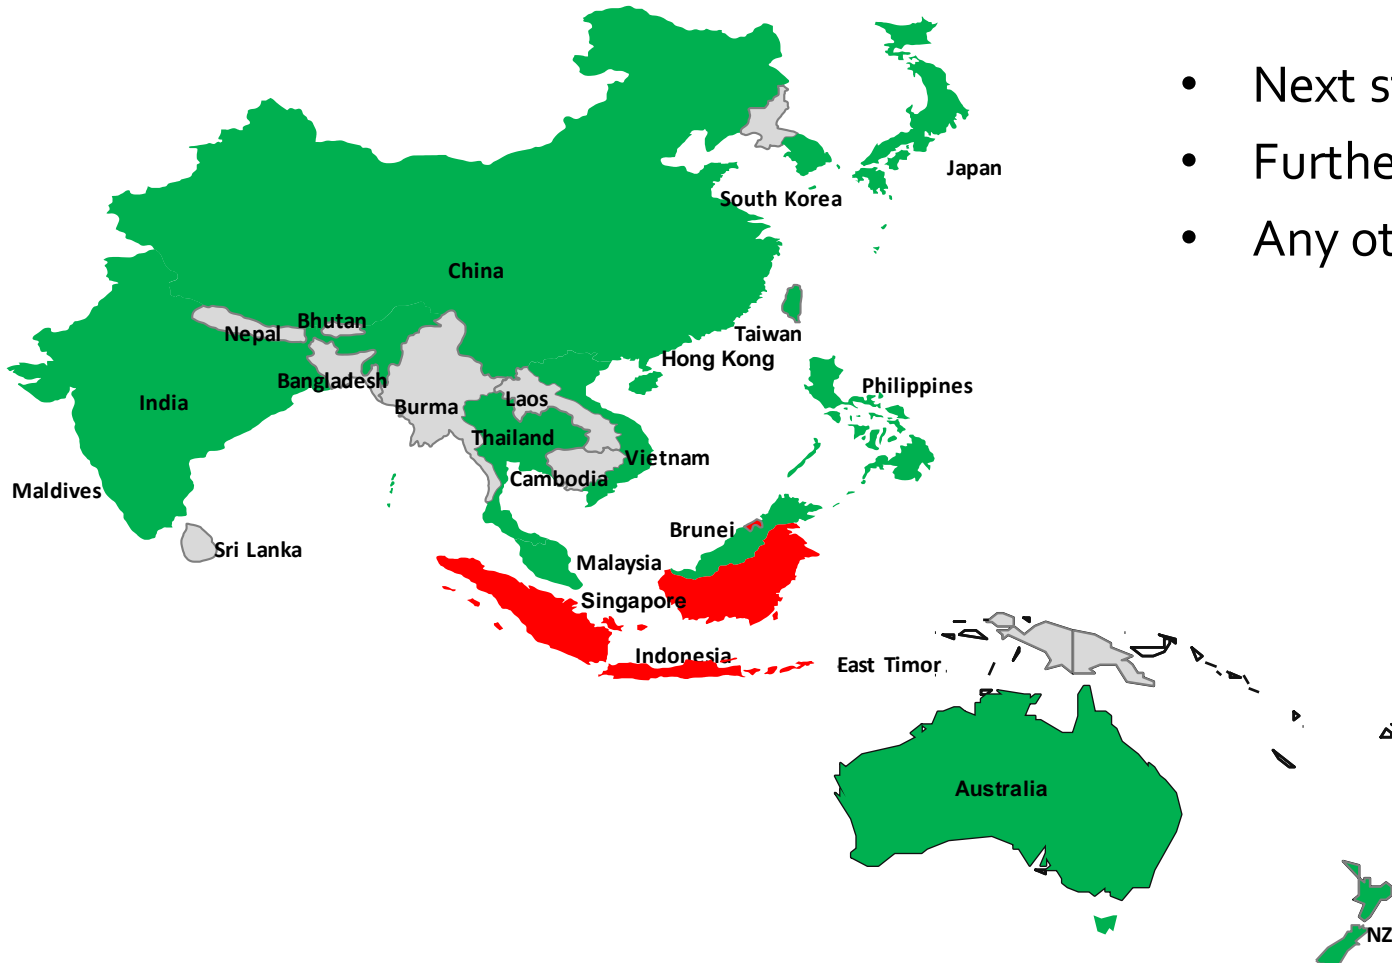 • Next s
• Furthe
• Any ot
Japan
South Korea
China
Taiwan
Hong Kong
Bhutan
Nepal
Bangladesh
India
Burma
Laos
Philippines
Thailand
Vietnam
Cambodia
Maldives
Sri Lanka
Brunei
Malaysia
Singapore
Indonesia
East Timor
Australia
NZ